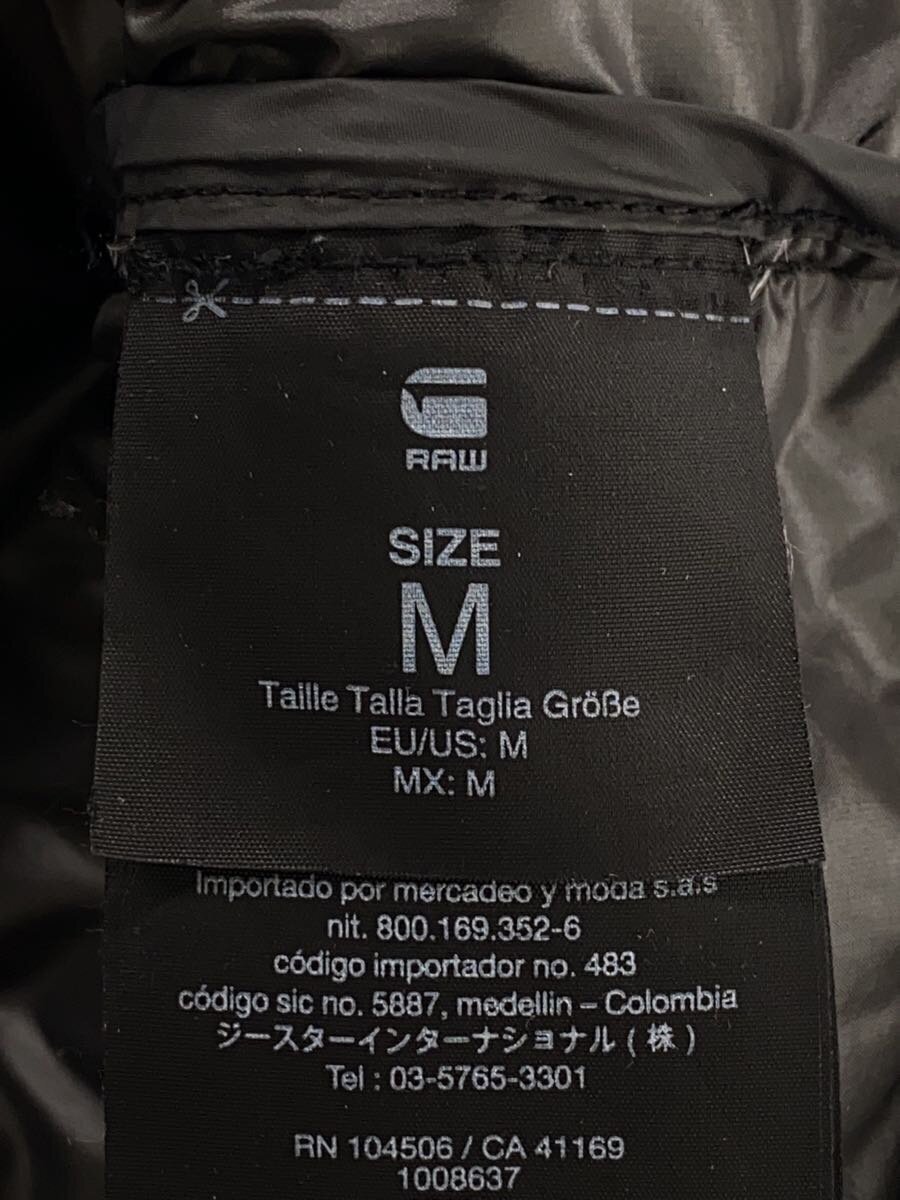 RAW
SIZE
M
Taille Talla Taglia Größe
EU/US: M
MX: M
Importado por mercadeo y moda s.a.s
nit. 800.169.352-6
código importador no. 483
código sic no. 5887, medellin – Colombia
ジースターインターナショナル ( 株 )
Tel : 03-5765-3301
RN 104506 / CA 41169
1008637